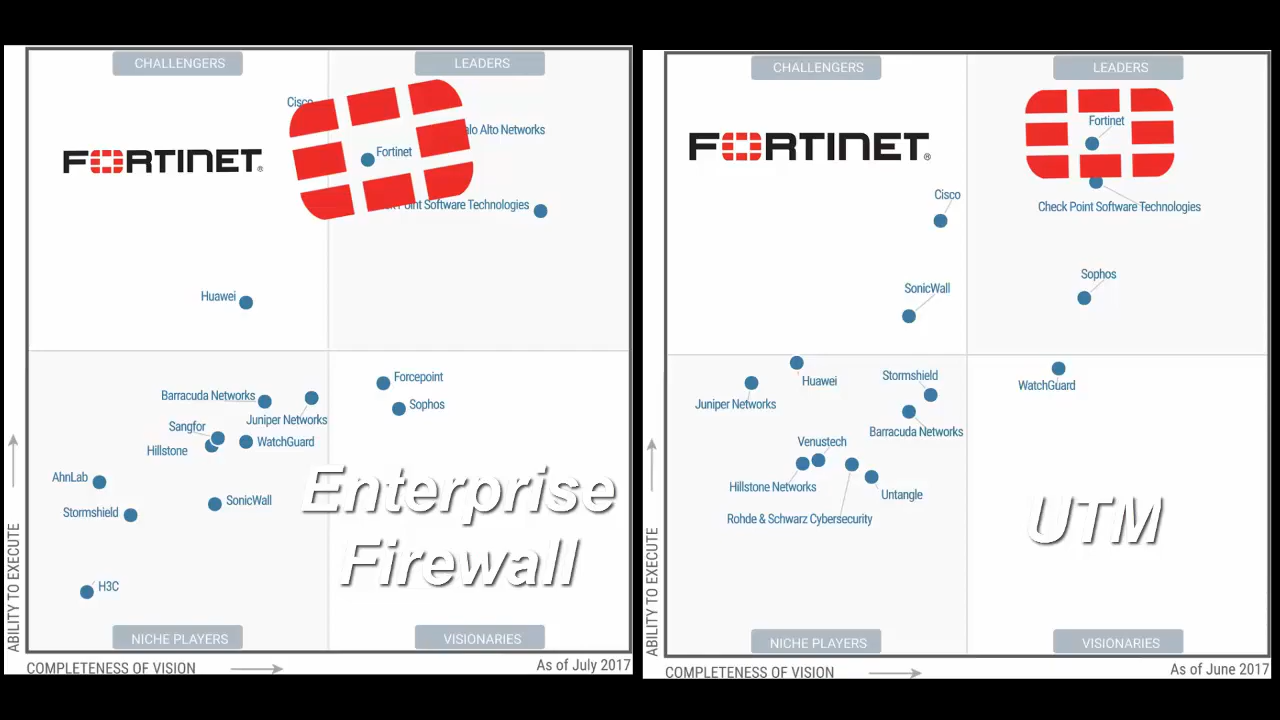 CHALLENGERS
LEADERS
Cisco
FORTINET
Alto Networks
Fortinet
Point Software Technologies
Huawei
Forcepoint
Barracuda Networks
Sophos
Juniper Networks
Sangfor
WatchGuard
Hillstone
AhnLab
SonicWall
Stormshield
Enterprise
Firewall
H3C
NICHE PLAYERS
VISIONARIES
ABILITY TO EXECUTE
COMPLETENESS OF VISION
As of July 2017
CHALLENGERS
LEADERS
Fortinet
FORTINET
Cisco
Check Point Software Technologies
Sophos
SonicWall
Huawei
Stormshield
WatchGuard
Juniper Networks
Barracuda Networks
Venustech
Hillstone Networks
Untangle
Rohde & Schwarz Cybersecurity
UTM
NICHE PLAYERS
VISIONARIES
ABILITY TO EXECUTE
COMPLETENESS OF VISION
As of June 2017